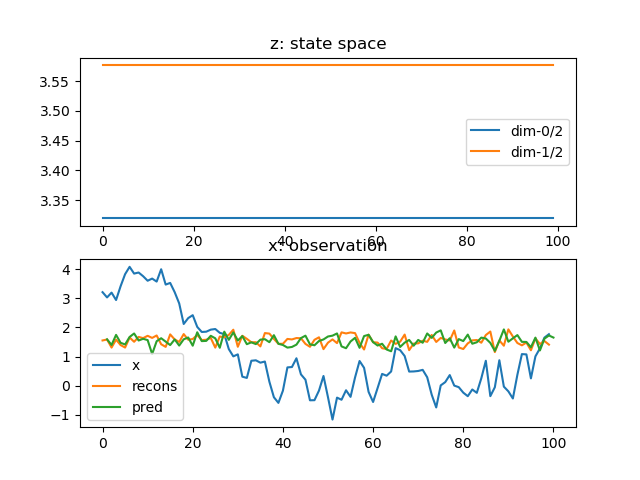 z: state space
3.55
3.50
3.45
3.40
3.35
dim-0/2
dim-1/2
0 20 40 60 80 100
x: observation
4
3
2
1
0
−1
x
recons
pred
0 20 40 60 80 100